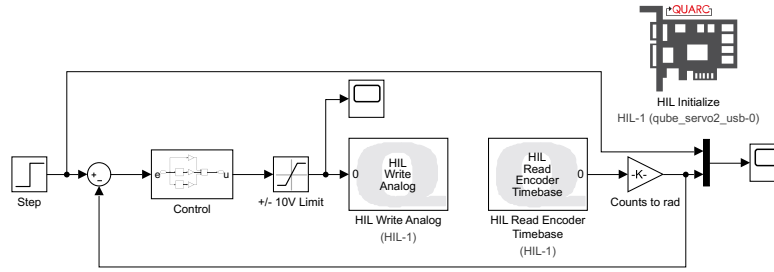 QUARC
HIL Initialize
HIL-1 (qube_servo2_usb-0)
Step
+
-
e
u
Control
+/- 10V Limit
0
HIL
Write
Analog
HIL Write Analog
(HIL-1)
HIL
Read
Encoder
Timebase
0
HIL Read Encoder
Timebase
(HIL-1)
-K-
Counts to rad